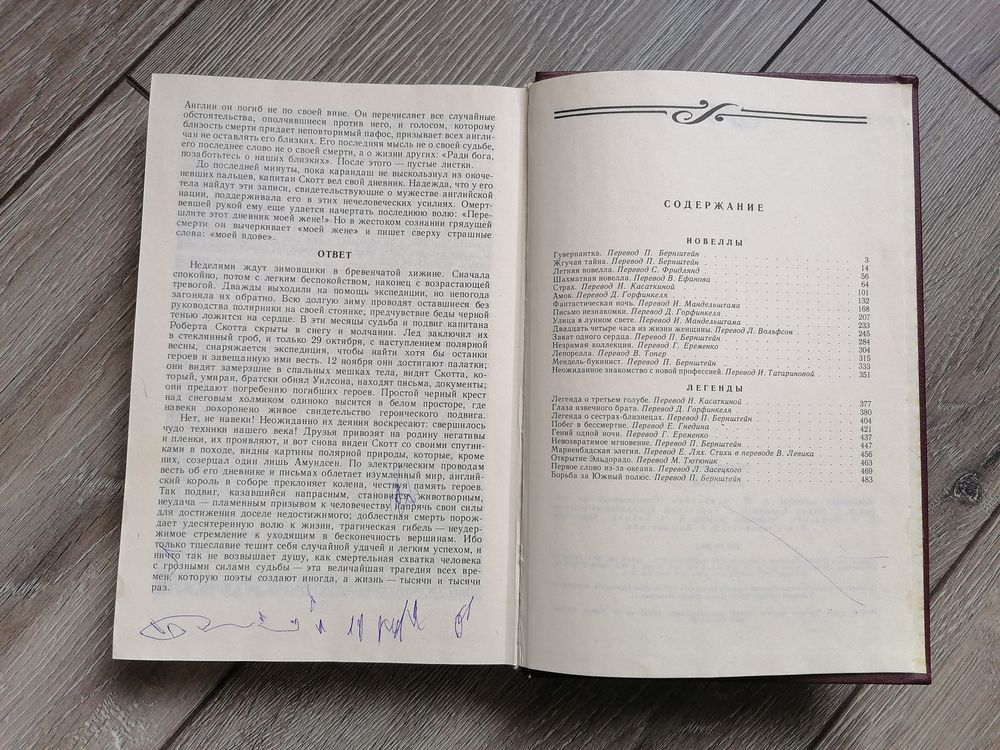 Англии он погиб не по своей вине. Он перечисляет все случайные
обстоятельства, ополчившиеся против него, и голосом, которому
близость смерти придает неповторимый пафос, призывает всех англи-
чан не оставлять его близких. Его последняя мысль не о своей судьбе,
его последнее слово не о своей смерти, а о жизни других: «Ради бога,
позаботьтесь о наших близких». После этого — пустые листки.
До последней минуты, пока карандаш не выскользнул из окоче-
невших пальцев, капитан Скотт вел свой дневник. Надежда, что у его
тела найдут эти записи, свидетельствующие о мужестве английской
нации, поддерживала его в этих нечеловеческих усилиях. Омерт-
вевшей рукой ему еще удается начертать последнюю волю: «Пере-
шлите этот дневник моей жене!» Но в жестоком сознании грядущей
смерти он вычеркивает «моей жене» и пишет сверху страшные
слова: «моей вдове».
ОТВЕТ
Неделями ждут зимовщики в бревенчатой хижине. Сначала
спокойно, потом с легким беспокойством, наконец с возрастающей
тревогой. Дважды выходили на помощь экспедиции, но непогода
загоняла их обратно. Всю долгую зиму проводят оставшиеся без
руководства полярники на своей стоянке; предчувствие беды черной
тенью ложится на сердце. В эти месяцы судьба и подвиг капитана
Роберта Скотта скрыты в снегу и молчании. Лед заключил их
в стеклянный гроб, и только 29 октября, с наступлением полярной
весны, снаряжается экспедиция, чтобы найти хотя бы останки
героев и завещанную ими весть. 12 ноября они достигают палатки;
они видят замерзшие в спальных мешках тела, видят Скотта, ко-
торый, умирая, братски обнял Уилсона, находят письма, документы;
они предают погребению погибших героев. Простой черный крест
над снеговым холмиком одиноко высится в белом просторе, где
навеки похоронено живое свидетельство героического подвига.
Нет, не навеки! Неожиданно их деяния воскресают: свершилось
чудо техники нашего века! Друзья привозят на родину негативы
и пленки, их проявляют, и вот снова виден Скотт со своими спутни-
ками в походе, видны картины полярной природы, которые, кроме
них, созерцал один лишь Амундсен. По электрическим проводам
весть об его дневнике и письмах облетает изумленный мир, англий-
ский король в соборе преклоняет колена, чествуя память героев.
Так подвиг, казавшийся напрасным, становится животворным,
неудача — пламенным призывом к человечеству напрячь свои силы
для достижения доселе недостижимого; доблестная смерть порож-
дает удесятеренную волю к жизни, трагическая гибель — неудер-
жимое стремление к уходящим в бесконечность вершинам. Ибо
только тщеславие тешит себя случайной удачей и легким успехом, и
ничто так не возвышает душу, как смертельная схватка человека
с грозными силами судьбы — эта величайшая трагедия всех вре-
мен, которую поэты создают иногда, а жизнь — тысячи и тысячи
раз.
СОДЕРЖАНИЕ
НОВЕЛЛЫ
Гувернантка. Перевод П. Бернштейн 3
Жгучая тайна. Перевод П. Бернштейн 14
Летняя новелла. Перевод С. Фридлянд 56
Шахматная новелла. Перевод В. Ефанова 64
Страх. Перевод Н. Касаткиной 101
Амок. Перевод Д. Горфинкеля 132
Фантастическая ночь. Перевод И. Мандельштама 168
Письмо незнакомки. Перевод Д. Горфинкеля 207
Улица в лунном свете. Перевод И. Мандельштама 233
Двадцать четыре часа из жизни женщины. Перевод Л. Вольфсон 245
Закат одного сердца. Перевод П. Бернштейн 284
Незримая коллекция. Перевод Г. Еременко 304
Лепорелла. Перевод В. Топер 315
Мендель-букинист. Перевод П. Бернштейн 333
Неожиданное знакомство с новой профессией. Перевод И. Татариновой 351
ЛЕГЕНДЫ
Легенда о третьем голубе. Перевод Н. Касаткиной 377
Глаза извечного брата. Перевод Д. Горфинкеля 380
Легенда о сестрах-близнецах. Перевод П. Бернштейн 404
Побег в бессмертие. Перевод Е. Гнедина 421
Гений одной ночи. Перевод Г. Еременко 437
Невозвратимое мгновение. Перевод П. Бернштейн 447
Мариенбадская элегия. Перевод Е. Лях. Стихи в переводе В. Левика 456
Открытие Эльдорадо. Перевод М. Тютюник 463
Первое слово из-за океана. Перевод Л. Засецкого 469
Борьба за Южный полюс. Перевод П. Бернштейн 483